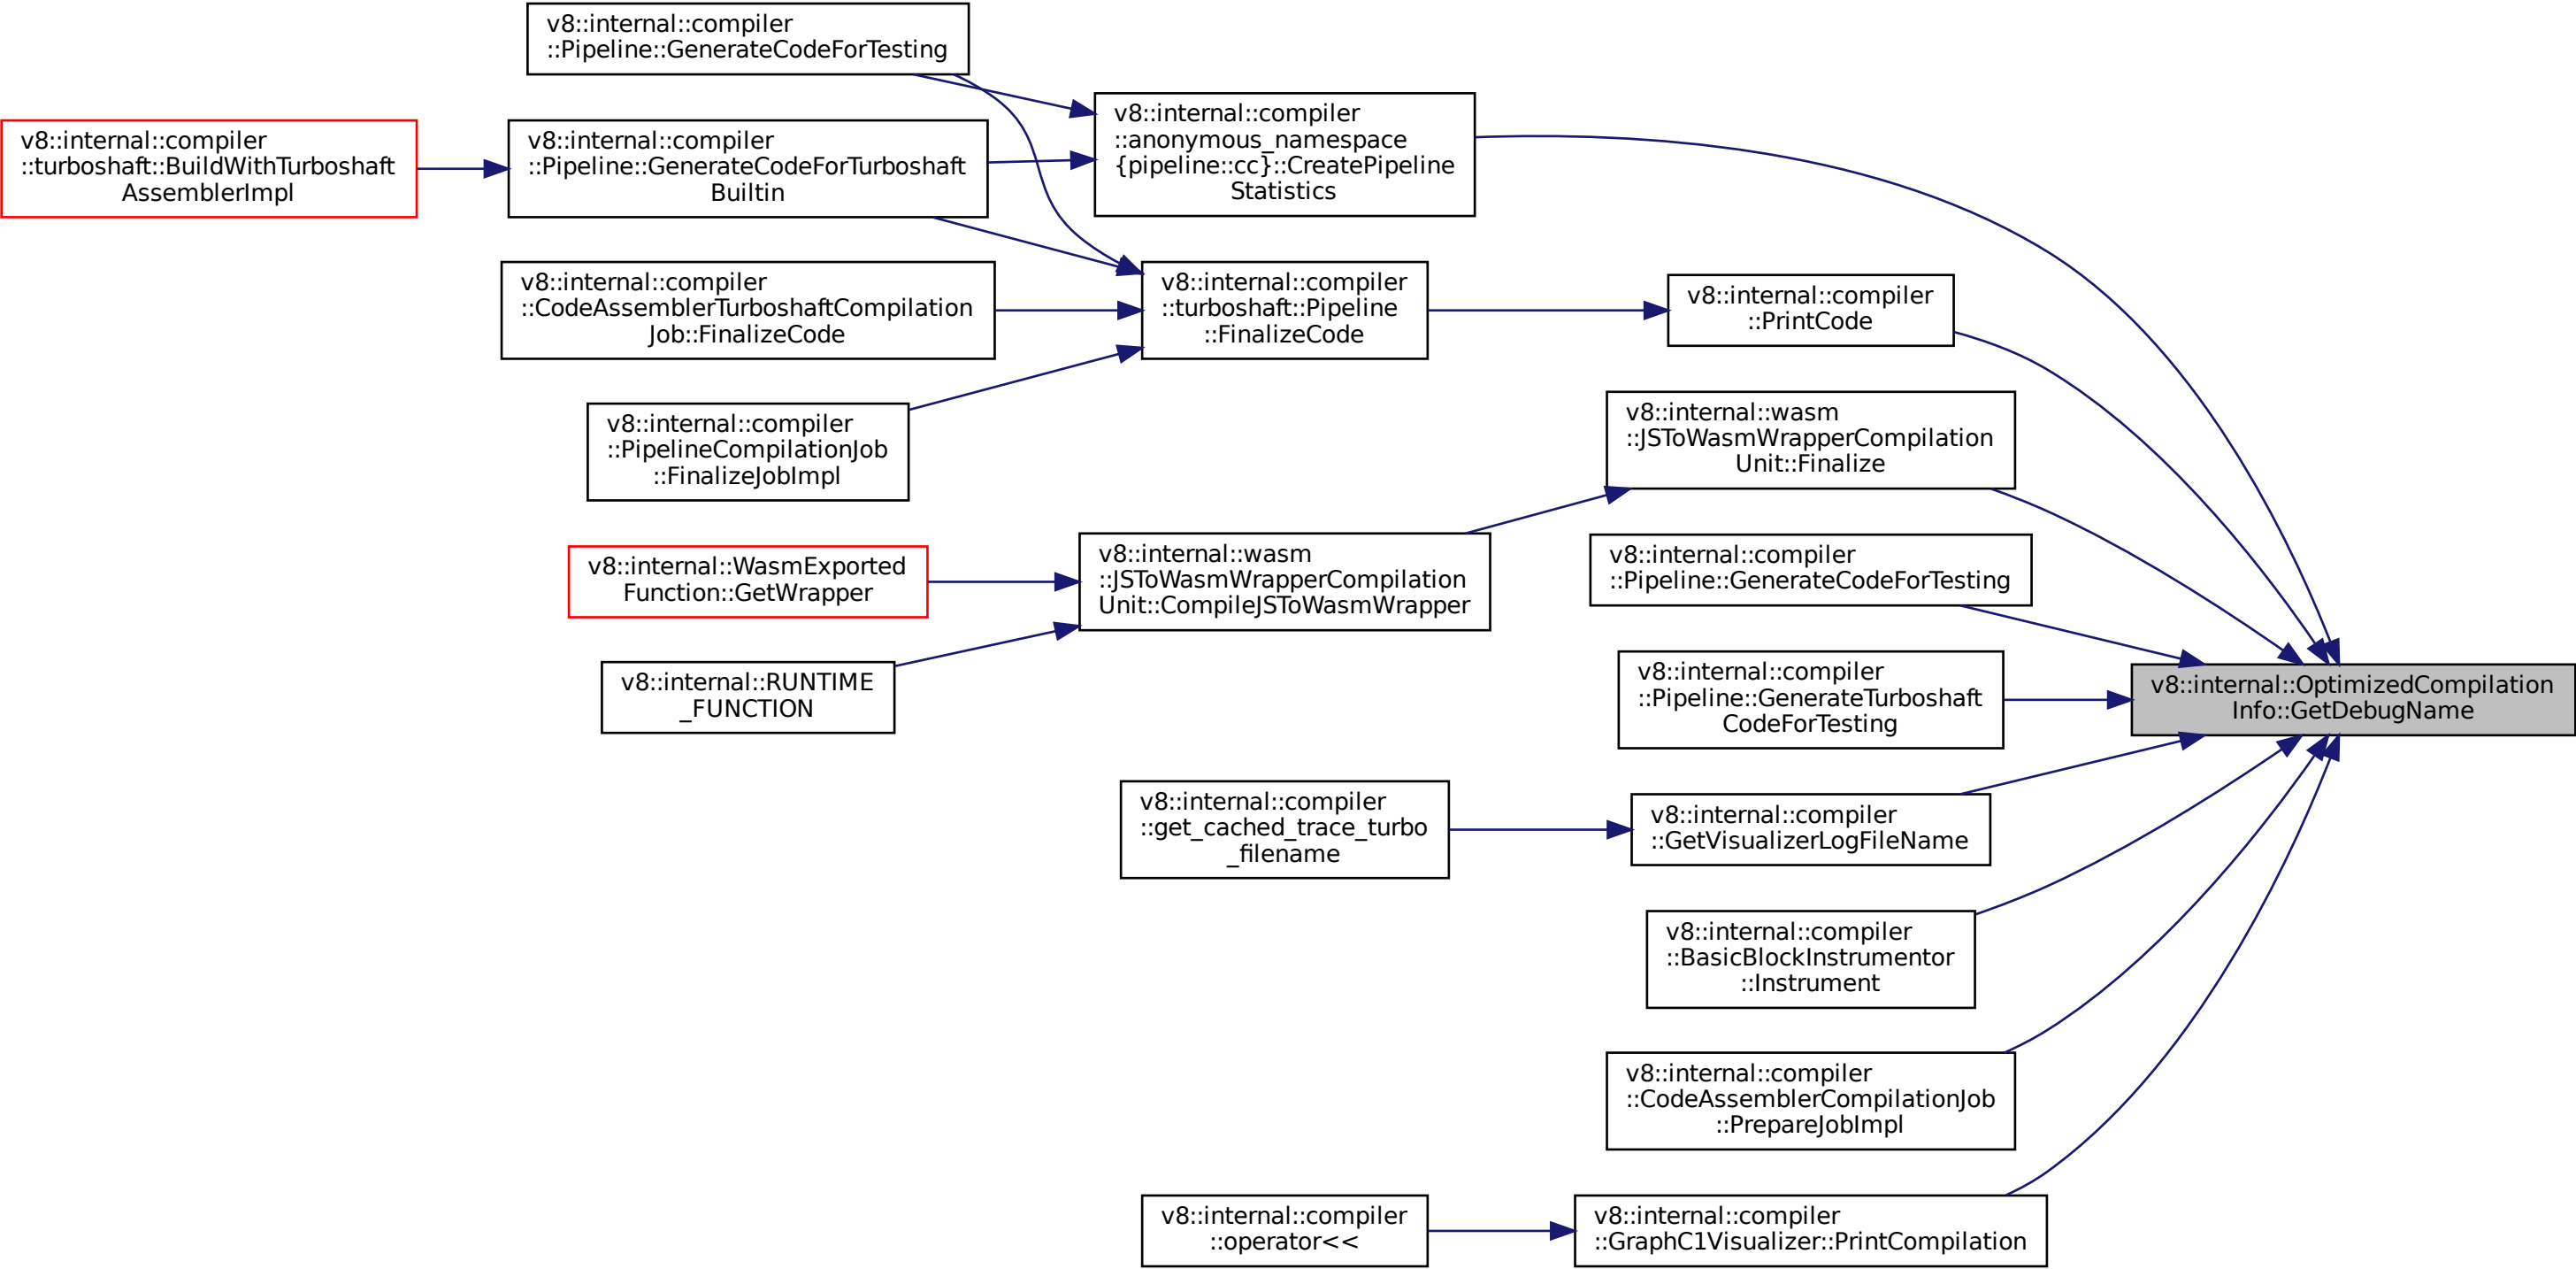 v8::internal::compiler
::Pipeline::GenerateCodeForTesting
v8::internal::compiler
::turboshaft::BuildWithTurboshaft
AssemblerImpl
v8::internal::compiler
::Pipeline::GenerateCodeForTurboshaft
Builtin
v8::internal::compiler
::anonymous_namespace
{pipeline::cc}::CreatePipeline
Statistics
v8::internal::compiler
::CodeAssemblerTurboshaftCompilation
Job::FinalizeCode
v8::internal::compiler
::turboshaft::Pipeline
::FinalizeCode
v8::internal::compiler
::PrintCode
v8::internal::compiler
::PipelineCompilationJob
::FinalizeJobImpl
v8::internal::wasm
::JSToWasmWrapperCompilation
Unit::Finalize
v8::internal::WasmExported
Function::GetWrapper
v8::internal::wasm
::JSToWasmWrapperCompilation
Unit::CompileJSToWasmWrapper
v8::internal::compiler
::Pipeline::GenerateCodeForTesting
v8::internal::RUNTIME
_FUNCTION
v8::internal::compiler
::Pipeline::GenerateTurboshaft
CodeForTesting
v8::internal::OptimizedCompilation
Info::GetDebugName
v8::internal::compiler
::get_cached_trace_turbo
_filename
v8::internal::compiler
::GetVisualizerLogFileName
v8::internal::compiler
::BasicBlockInstrumentor
::Instrument
v8::internal::compiler
::CodeAssemblerCompilationJob
::PrepareJobImpl
v8::internal::compiler
::operator<<
v8::internal::compiler
::GraphC1Visualizer::PrintCompilation